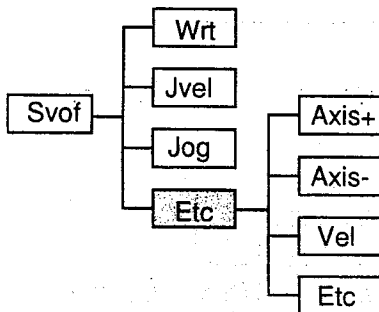 Wrt
Jvel
Svof
Axis+
Jog
Axis-
Etc
Vel
Etc